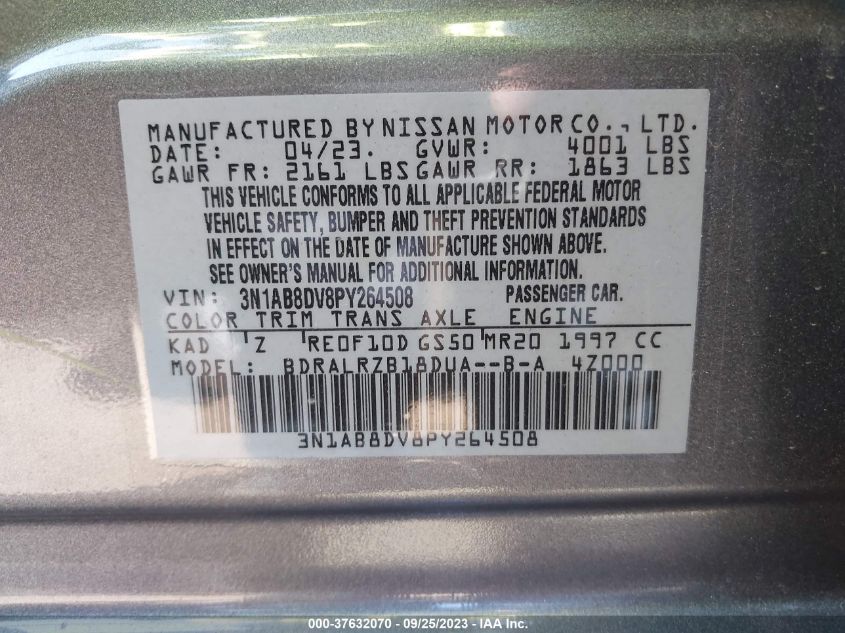 MANUFACTURED BY NISSAN MOTOR CO., LTD.
DATE: 04/23. GVWR: 4001 LBS
GAWR FR: 2161 LBS GAWR RR: 1863 LBS
THIS VEHICLE CONFORMS TO ALL APPLICABLE FEDERAL MOTOR
VEHICLE SAFETY, BUMPER AND THEFT PREVENTION STANDARDS
IN EFFECT ON THE DATE OF MANUFACTURE SHOWN ABOVE.
SEE OWNER'S MANUAL FOR ADDITIONAL INFORMATION.
VIN: 3N1AB8DV8PY264508 PASSENGER CAR.
COLOR TRIM TRANS AXLE ENGINE
KAD Z RE0F10D GS50 MR20 1997 CC
MODEL: BDRALRZB18DUA--B-A 4Z000
3N1AB8DV8PY264508
000-37632070 - 09/25/2023 - IAA Inc.